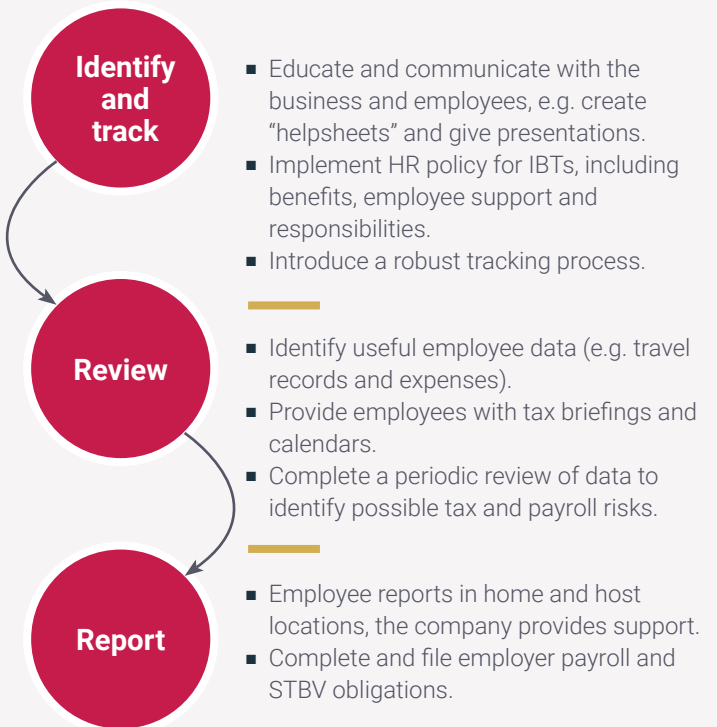 Identify
and
track
■ Educate and communicate with the
business and employees, e.g. create
“helpsheets” and give presentations.
■ Implement HR policy for IBTs, including
benefits, employee support and
responsibilities.
■ Introduce a robust tracking process.
Review
■ Identify useful employee data (e.g. travel
records and expenses).
■ Provide employees with tax briefings and
calendars.
■ Complete a periodic review of data to
identify possible tax and payroll risks.
Report
■ Employee reports in home and host
locations, the company provides support.
■ Complete and file employer payroll and
STBV obligations.